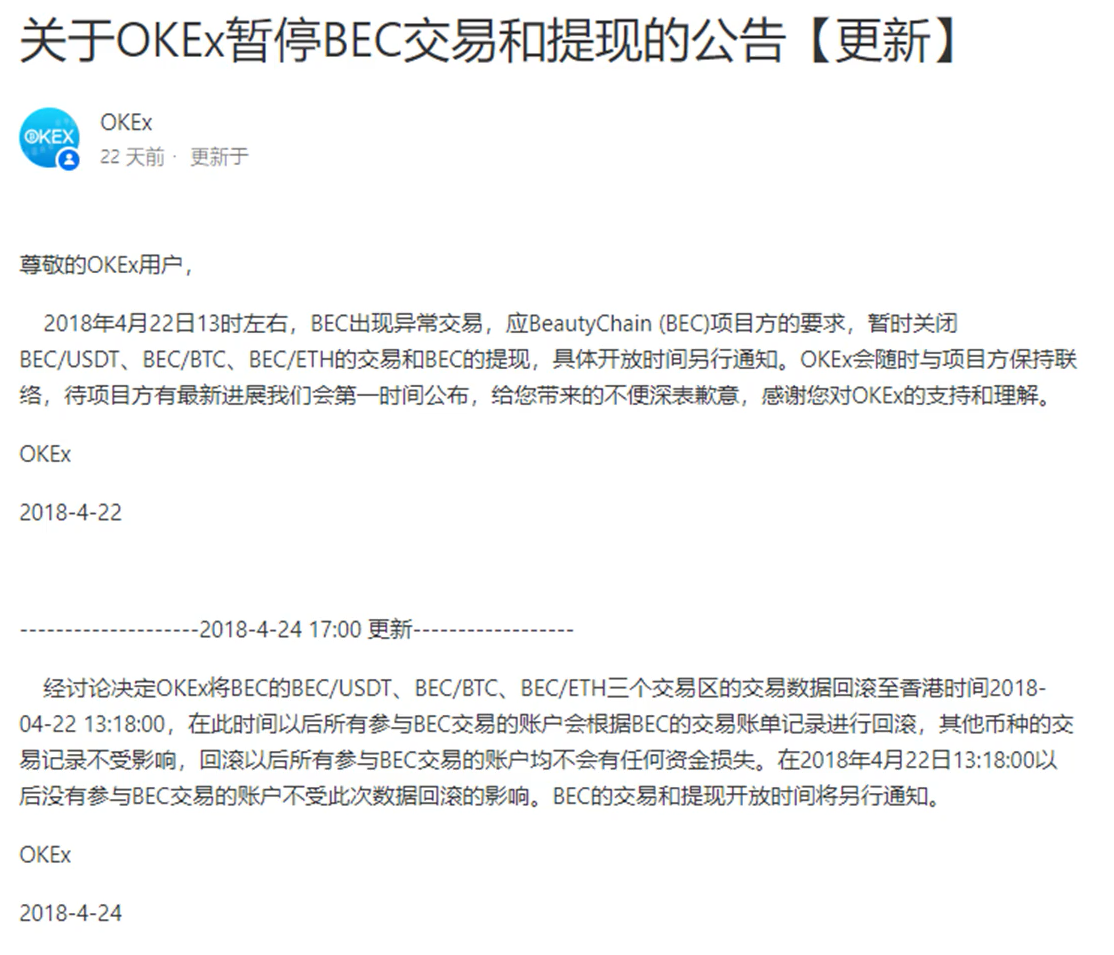 关于OKEx暂停BEC交易和提现的公告【更新】
OKEX
OKEx
22 天前 · 更新于
尊敬的OKEx用户，
2018年4月22日13时左右，BEC出现异常交易，应BeautyChain (BEC)项目方的要求，暂时关闭
BEC/USDT、BEC/BTC、BEC/ETH的交易和BEC的提现，具体开放时间另行通知。OKEx会随时与项目方保持联
络，待项目方有最新进展我们会第一时间公布，给您带来的不便深表歉意，感谢您对OKEx的支持和理解。
OKEx
2018-4-22
--------------------2018-4-24 17:00 更新------------------
经讨论决定OKEx将BEC的BEC/USDT、BEC/BTC、BEC/ETH三个交易区的交易数据回滚至香港时间2018-
04-22 13:18:00，在此时间以后所有参与BEC交易的账户会根据BEC的交易账单记录进行回滚，其他币种的交
易记录不受影响，回滚以后所有参与BEC交易的账户均不会有任何资金损失。在2018年4月22日13:18:00以
后没有参与BEC交易的账户不受此次数据回滚的影响。BEC的交易和提现开放时间将另行通知。
OKEx
2018-4-24